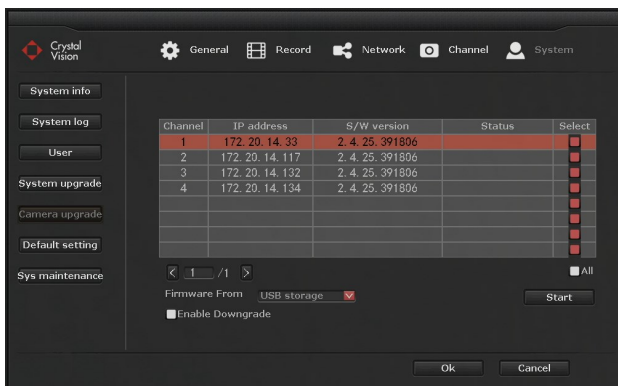 Crystal Vision
General Record Network Channel System
System info
System log
User
System upgrade
Camera upgrade
Default setting
Sys maintenance
Channel IP address S/W version Status Select
1 172. 20. 14. 33 2. 4. 25. 391806
2 172. 20. 14. 117 2. 4. 25. 391806
3 172. 20. 14. 132 2. 4. 25. 391806
4 172. 20. 14. 134 2. 4. 25. 391806
< 1 /1 >
All
Firmware From USB storage
Start
Enable Downgrade
Ok Cancel